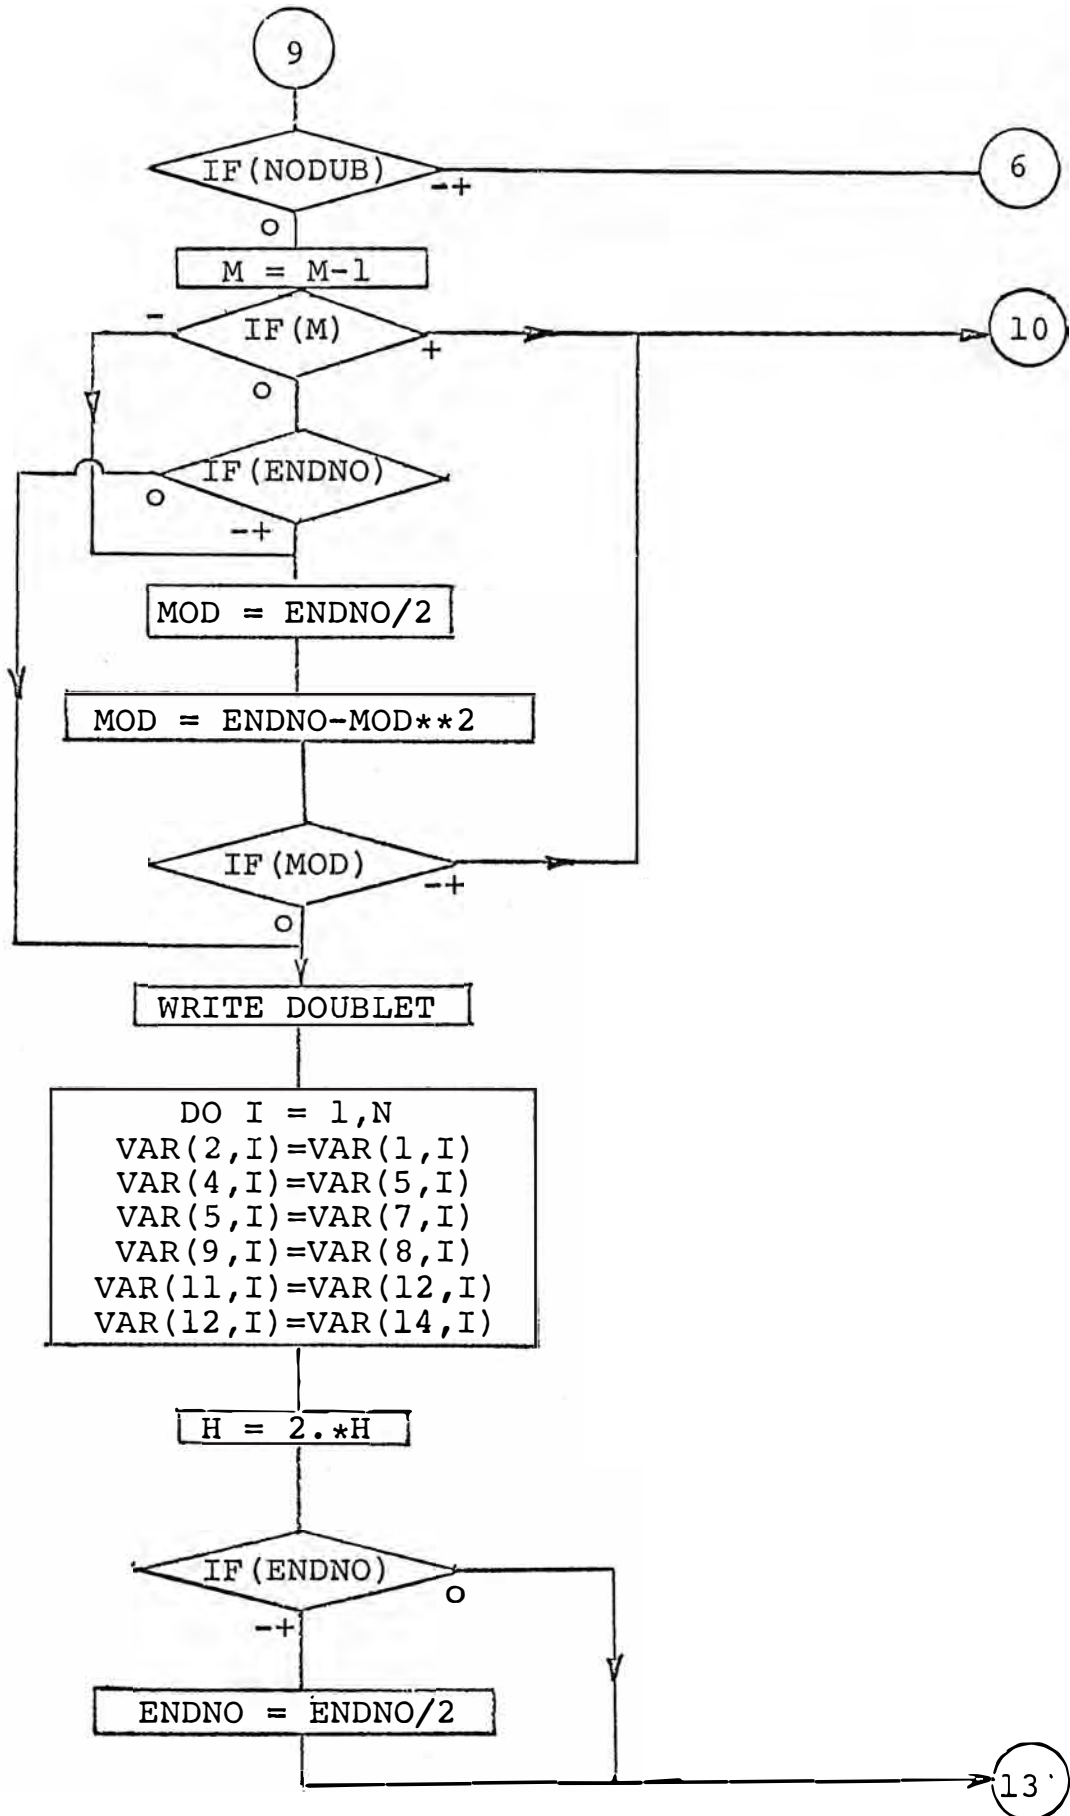 9
IF(NODUB)
6
-+
O
M = M-1
-
IF(M)
+
10
O
IF(ENDNO)
O
-+
MOD = ENDNO/2
MOD = ENDNO-MOD**2
IF(MOD)
-+
O
WRITE DOUBLET
DO I = 1,N
VAR(2,I)=VAR(1,I)
VAR(4,I)=VAR(5,I)
VAR(5,I)=VAR(7,I)
VAR(9,I)=VAR(8,I)
VAR(11,I)=VAR(12,I)
VAR(12,I)=VAR(14,I)
H = 2.*H
IF(ENDNO)
O
-+
ENDNO = ENDNO/2
13